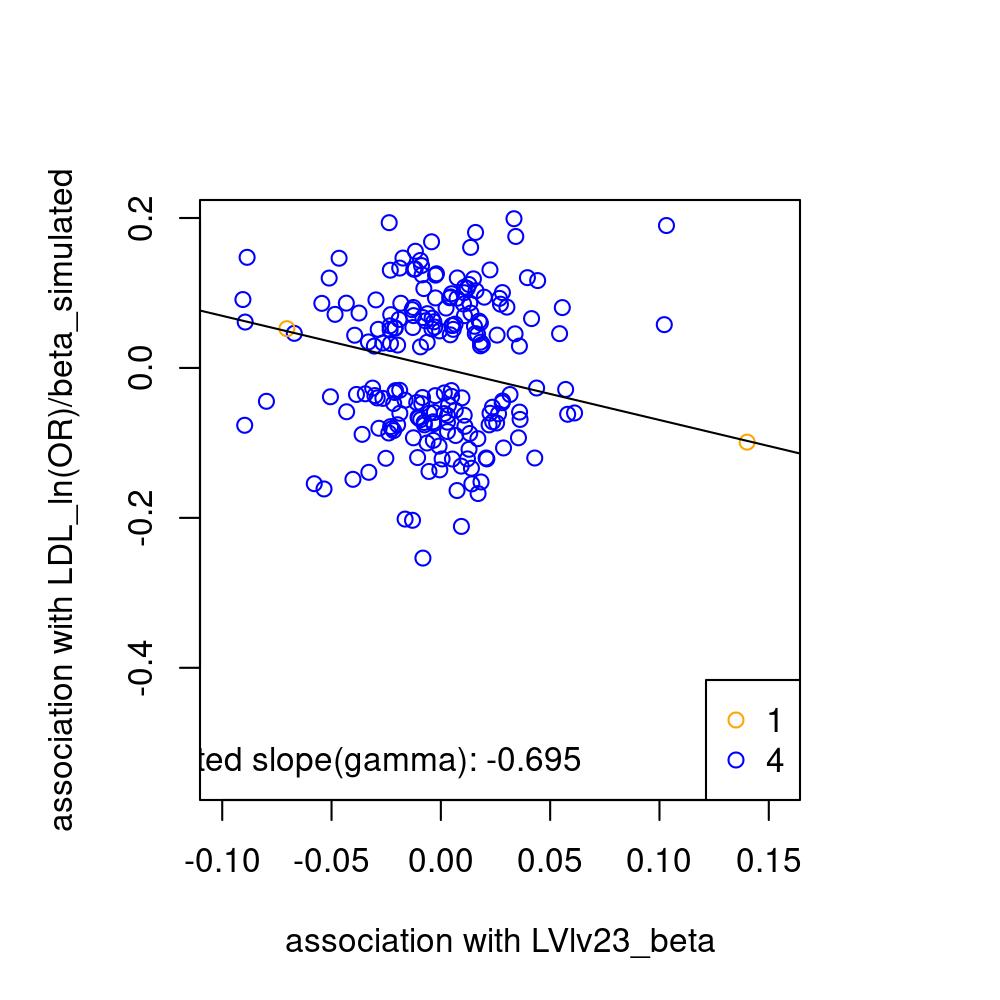 association with LDL_ln(OR)/beta_simulated
0.2
0.0
-0.2
-0.4
ted slope(gamma): -0.695
1
4
-0.10 -0.05 0.00 0.05 0.10 0.15
association with LVlv23_beta